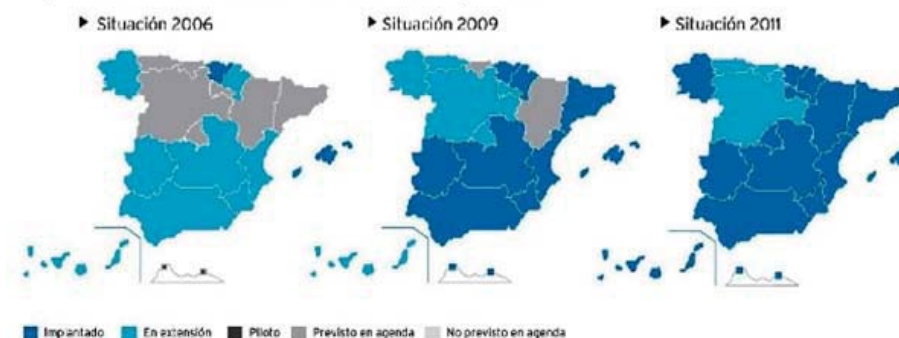 Situación 2006
Situación 2009
Situación 2011
Implantado En extensión Piloto Previsto en agenda No previsto en agenda